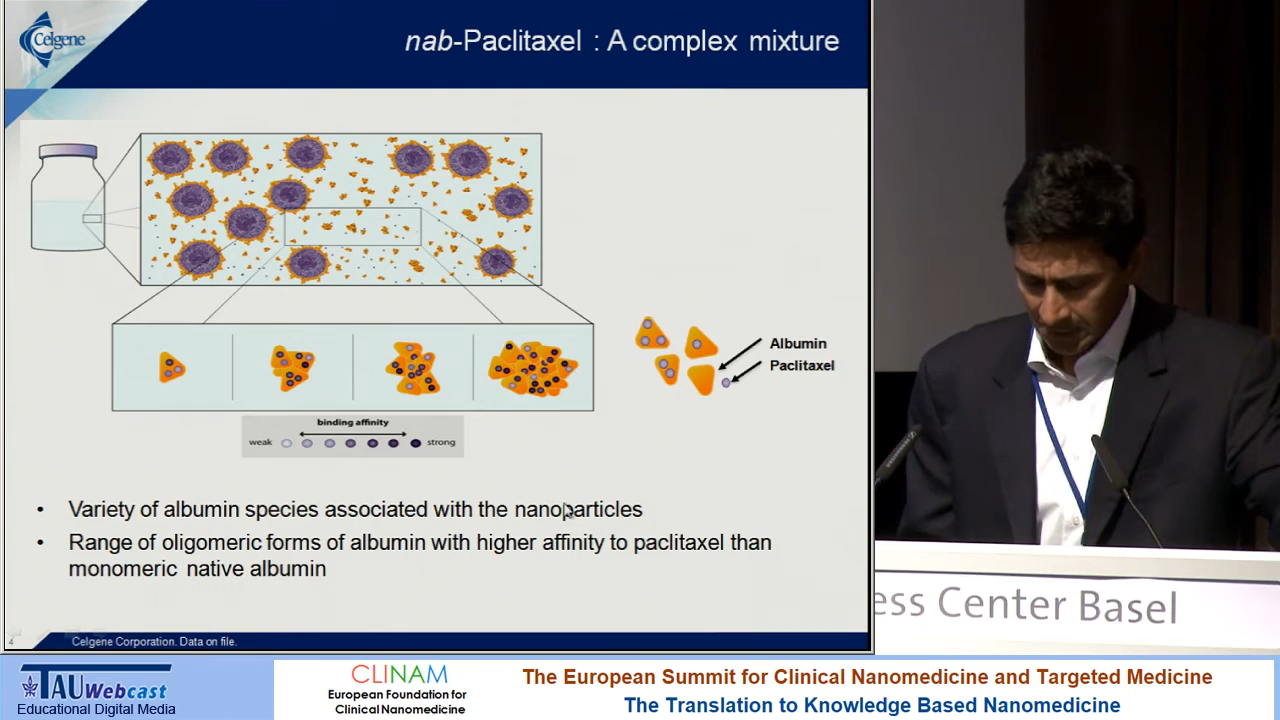 Celgene
nab-Paclitaxel : A complex mixture
Albumin
Paclitaxel
binding affinity
weak
strong
• Variety of albumin species associated with the nanoparticles
• Range of oligomeric forms of albumin with higher affinity to paclitaxel than
monomeric native albumin
4
Celgene Corporation. Data on file.
ess Center Basel
TAU Webcast
Educational Digital Media
CLINAM
European Foundation for
Clinical Nanomedicine
The European Summit for Clinical Nanomedicine and Targeted Medicine
The Translation to Knowledge Based Nanomedicine